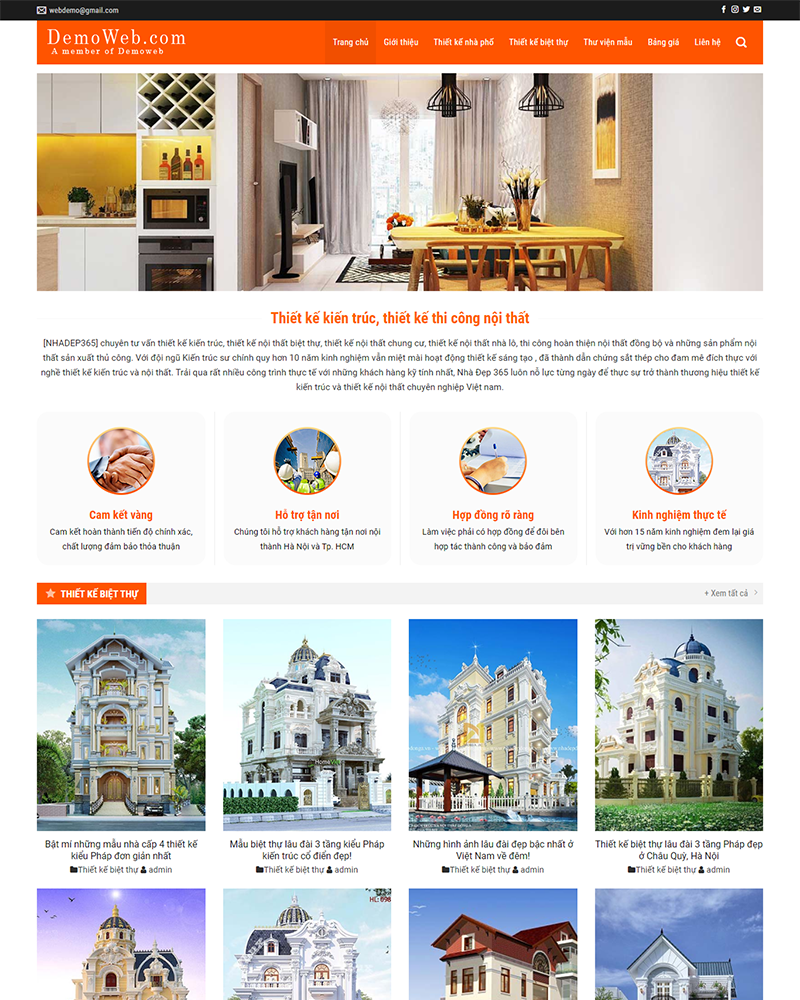 webdemo@gmail.com
DemoWeb.com
A member of Demoweb
Trang chủ Giới thiệu Thiết kế nhà phố Thiết kế biệt thự Thư viện mẫu Bảng giá Liên hệ
Thiết kế kiến trúc, thiết kế thi công nội thất
[NHADEP365] chuyên tư vấn thiết kế kiến trúc, thiết kế nội thất biệt thự, thiết kế nội thất chung cư, thiết kế nội thất nhà lô, thi công hoàn thiện nội thất đồng bộ và những sản phẩm nội
thất sản xuất thủ công. Với đội ngũ Kiến trúc sư chính quy hơn 10 năm kinh nghiệm vẫn miệt mài hoạt động thiết kế sáng tạo , đã thành dẫn chứng sắt thép cho đam mê đích thực với
nghề thiết kế kiến trúc và nội thất. Trải qua rất nhiều công trình thực tế với những khách hàng kỹ tính nhất, Nhà Đẹp 365 luôn nỗ lực từng ngày để thực sự trở thành thương hiệu thiết kế
kiến trúc và thiết kế nội thất chuyên nghiệp Việt nam.
Cam kết vàng
Cam kết hoàn thành tiến độ chính xác,
chất lượng đảm bảo thỏa thuận
Hỗ trợ tận nơi
Chúng tôi hỗ trợ khách hàng tận nơi nội
thành Hà Nội và Tp. HCM
Hợp đồng rõ ràng
Làm việc phải có hợp đồng để đôi bên
hợp tác thành công và bảo đảm
Kinh nghiệm thực tế
Với hơn 15 năm kinh nghiệm đem lại giá
trị vững bền cho khách hàng
THIẾT KẾ BIỆT THỰ
+ Xem tất cả
Bật mí những mẫu nhà cấp 4 thiết kế
kiểu Pháp đơn giản nhất
Thiết kế biệt thự admin
Mẫu biệt thự lâu đài 3 tầng kiểu Pháp
kiến trúc cổ điển đẹp!
Thiết kế biệt thự admin
Những hình ảnh lâu đài đẹp bậc nhất ở
Việt Nam về đêm!
Thiết kế biệt thự admin
Thiết kế biệt thự lâu đài 3 tầng Pháp đẹp
ở Châu Quỳ, Hà Nội
Thiết kế biệt thự admin